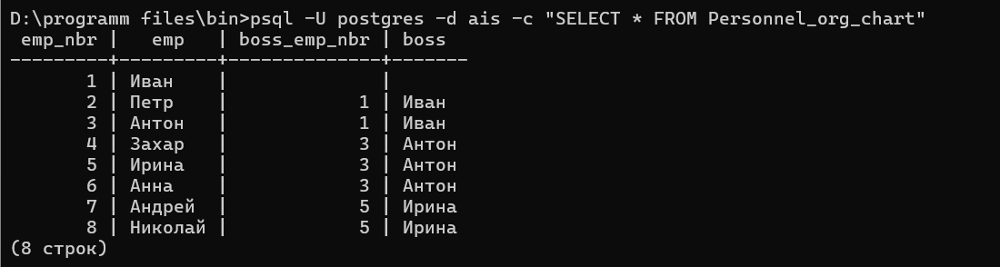 D:\programm files\bin>psql -U postgres -d ais -c "SELECT * FROM Personnel_org_chart"
 emp_nbr |   emp   | boss_emp_nbr | boss
---------+---------+--------------+-------
       1 | Иван    |              |
       2 | Петр    |            1 | Иван
       3 | Антон   |            1 | Иван
       4 | Захар   |            3 | Антон
       5 | Ирина   |            3 | Антон
       6 | Анна    |            3 | Антон
       7 | Андрей  |            5 | Ирина
       8 | Николай |            5 | Ирина
(8 строк)